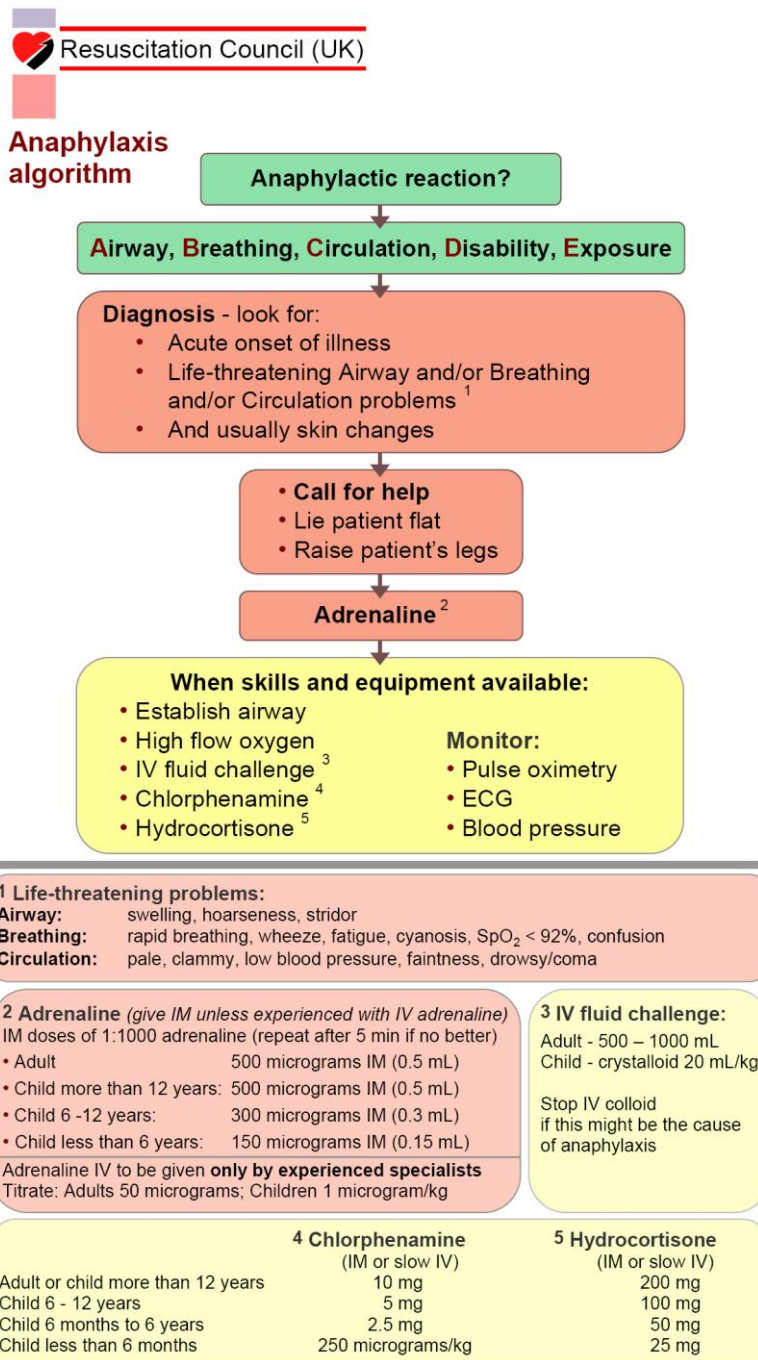 Resuscitation Council (UK)
Anaphylaxis
algorithm
Anaphylactic reaction?
Airway, Breathing, Circulation, Disability, Exposure
Diagnosis - look for:
• Acute onset of illness
• Life-threatening Airway and/or Breathing
and/or Circulation problems 1
• And usually skin changes
• Call for help
• Lie patient flat
• Raise patient's legs
Adrenaline 2
When skills and equipment available:
• Establish airway
• High flow oxygen
• IV fluid challenge 3
• Chlorphenamine 4
• Hydrocortisone 5
Monitor:
• Pulse oximetry
• ECG
• Blood pressure
1 Life-threatening problems:
Airway: swelling, hoarseness, stridor
Breathing: rapid breathing, wheeze, fatigue, cyanosis, SpO2 < 92%, confusion
Circulation: pale, clammy, low blood pressure, faintness, drowsy/coma
2 Adrenaline (give IM unless experienced with IV adrenaline)
IM doses of 1:1000 adrenaline (repeat after 5 min if no better)
• Adult 500 micrograms IM (0.5 mL)
• Child more than 12 years: 500 micrograms IM (0.5 mL)
• Child 6 -12 years: 300 micrograms IM (0.3 mL)
• Child less than 6 years: 150 micrograms IM (0.15 mL)
Adrenaline IV to be given only by experienced specialists
Titrate: Adults 50 micrograms; Children 1 microgram/kg
3 IV fluid challenge:
Adult - 500 – 1000 mL
Child - crystalloid 20 mL/kg
Stop IV colloid
if this might be the cause
of anaphylaxis
4 Chlorphenamine 5 Hydrocortisone
(IM or slow IV) (IM or slow IV)
Adult or child more than 12 years 10 mg 200 mg
Child 6 - 12 years 5 mg 100 mg
Child 6 months to 6 years 2.5 mg 50 mg
Child less than 6 months 250 micrograms/kg 25 mg